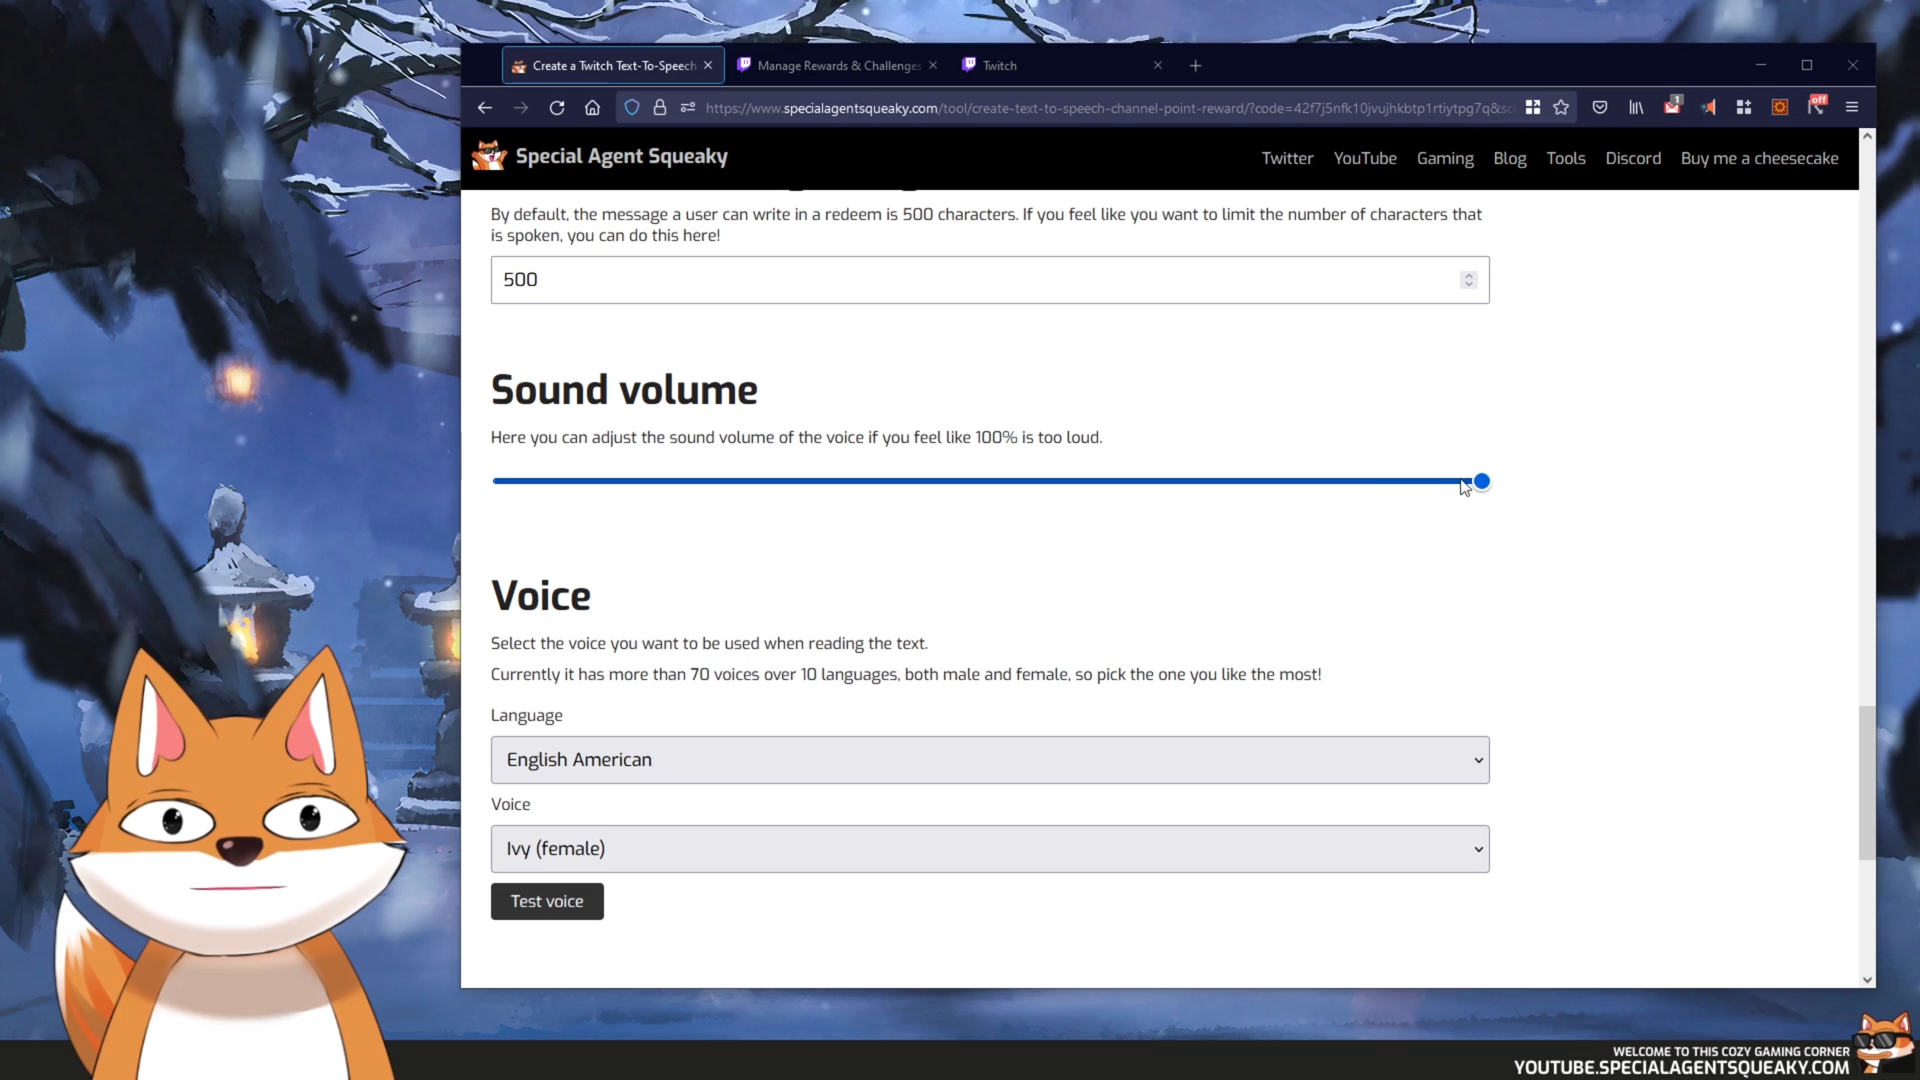 Create a Twitch Text-To-Speech
Manage Rewards & Challenges
Twitch
https://www.specialagentsqueaky.com/tool/create-text-to-speech-channel-point-reward/?code=42f7j5nfk10jvujhkbtp1rtiytpg7q&sc
1
off
Special Agent Squeaky
Twitter
YouTube
Gaming
Blog
Tools
Discord
Buy me a cheesecake
By default, the message a user can write in a redeem is 500 characters. If you feel like you want to limit the number of characters that
is spoken, you can do this here!
500
Sound volume
Here you can adjust the sound volume of the voice if you feel like 100% is too loud.
Voice
Select the voice you want to be used when reading the text.
Currently it has more than 70 voices over 10 languages, both male and female, so pick the one you like the most!
Language
English American
Voice
Ivy (female)
Test voice
WELCOME TO THIS COZY GAMING CORNER
YOUTUBE.SPECIALAGENTSQUEAKY.COM